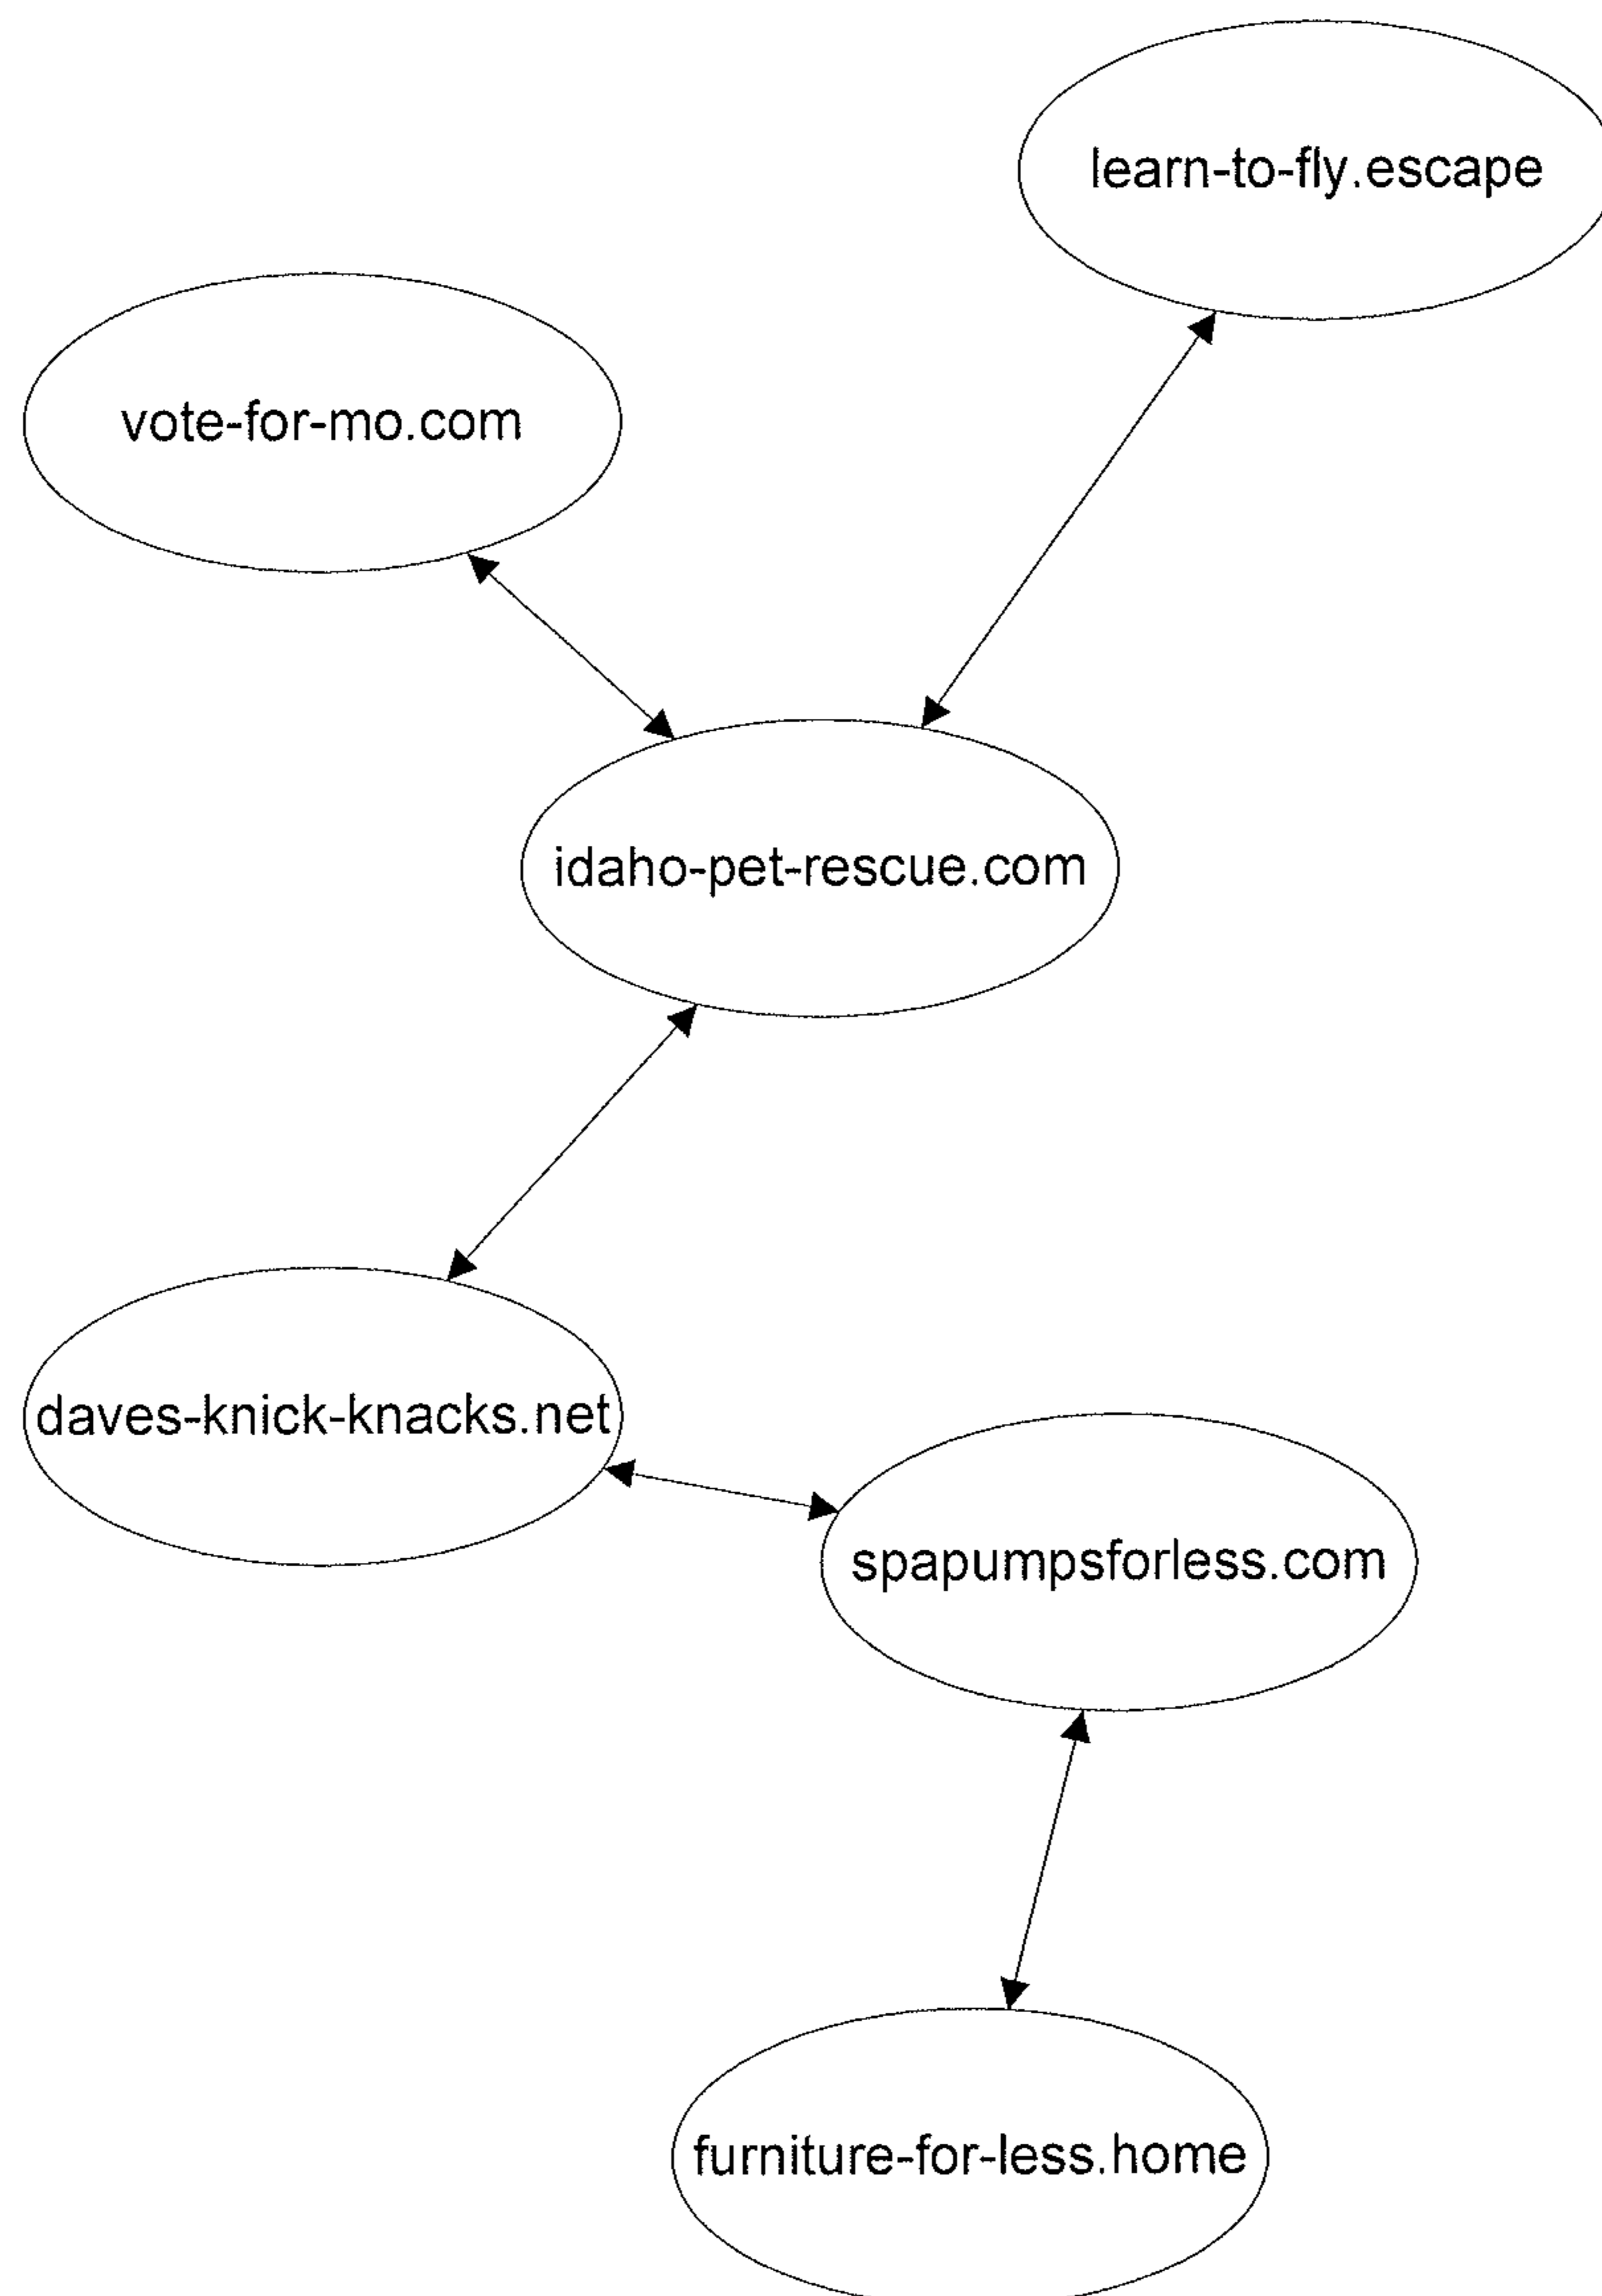 learn-to-fly.escape
vote-for-mo.com
idaho-pet-rescue.com
daves-knick-knacks.net
spapumpsforless.com
furniture-for-less.home